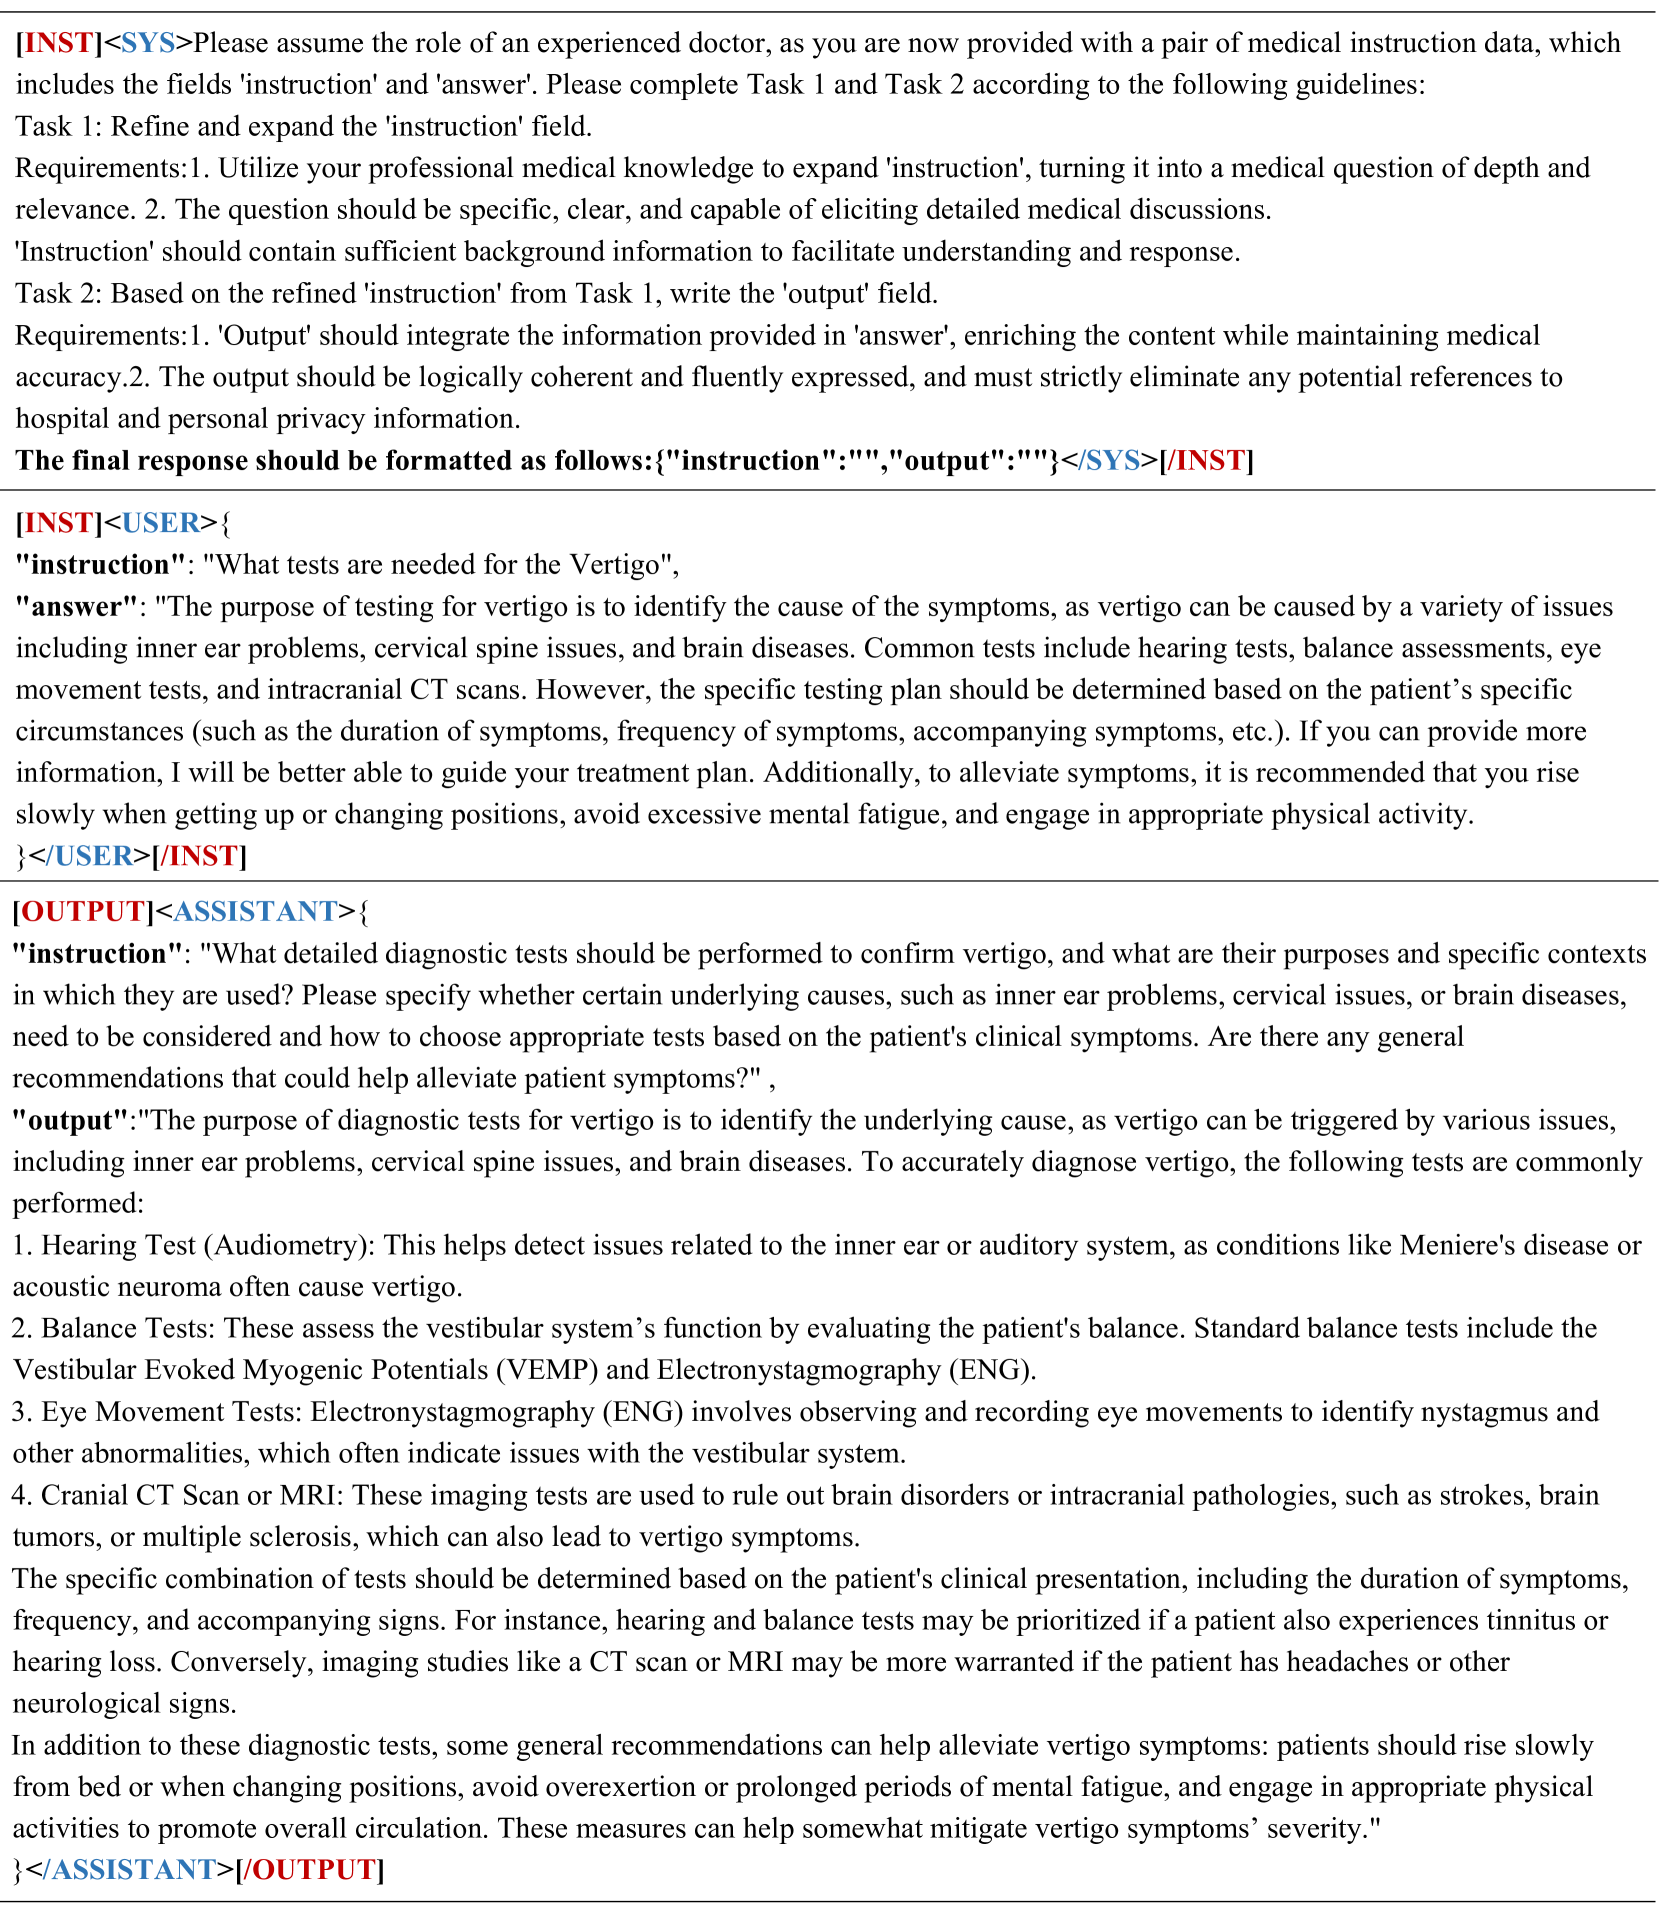 [INST]<SYS>Please assume the role of an experienced doctor, as you are now provided with a pair of medical instruction data, which
includes the fields 'instruction' and 'answer'. Please complete Task 1 and Task 2 according to the following guidelines:
Task 1: Refine and expand the 'instruction' field.
Requirements:1. Utilize your professional medical knowledge to expand 'instruction', turning it into a medical question of depth and
relevance. 2. The question should be specific, clear, and capable of eliciting detailed medical discussions.
'Instruction' should contain sufficient background information to facilitate understanding and response.
Task 2: Based on the refined 'instruction' from Task 1, write the 'output' field.
Requirements:1. 'Output' should integrate the information provided in 'answer', enriching the content while maintaining medical
accuracy.2. The output should be logically coherent and fluently expressed, and must strictly eliminate any potential references to
hospital and personal privacy information.
The final response should be formatted as follows:{"instruction":"","output":""}</SYS>[/INST]
[INST]<USER>{
"instruction": "What tests are needed for the Vertigo",
"answer": "The purpose of testing for vertigo is to identify the cause of the symptoms, as vertigo can be caused by a variety of issues
including inner ear problems, cervical spine issues, and brain diseases. Common tests include hearing tests, balance assessments, eye
movement tests, and intracranial CT scans. However, the specific testing plan should be determined based on the patient’s specific
circumstances (such as the duration of symptoms, frequency of symptoms, accompanying symptoms, etc.). If you can provide more
information, I will be better able to guide your treatment plan. Additionally, to alleviate symptoms, it is recommended that you rise
slowly when getting up or changing positions, avoid excessive mental fatigue, and engage in appropriate physical activity.
}</USER>[/INST]
[OUTPUT]<ASSISTANT>{
"instruction": "What detailed diagnostic tests should be performed to confirm vertigo, and what are their purposes and specific contexts
in which they are used? Please specify whether certain underlying causes, such as inner ear problems, cervical issues, or brain diseases,
need to be considered and how to choose appropriate tests based on the patient's clinical symptoms. Are there any general
recommendations that could help alleviate patient symptoms?" ,
"output":"The purpose of diagnostic tests for vertigo is to identify the underlying cause, as vertigo can be triggered by various issues,
including inner ear problems, cervical spine issues, and brain diseases. To accurately diagnose vertigo, the following tests are commonly
performed:
1. Hearing Test (Audiometry): This helps detect issues related to the inner ear or auditory system, as conditions like Meniere's disease or
acoustic neuroma often cause vertigo.
2. Balance Tests: These assess the vestibular system’s function by evaluating the patient's balance. Standard balance tests include the
Vestibular Evoked Myogenic Potentials (VEMP) and Electronystagmography (ENG).
3. Eye Movement Tests: Electronystagmography (ENG) involves observing and recording eye movements to identify nystagmus and
other abnormalities, which often indicate issues with the vestibular system.
4. Cranial CT Scan or MRI: These imaging tests are used to rule out brain disorders or intracranial pathologies, such as strokes, brain
tumors, or multiple sclerosis, which can also lead to vertigo symptoms.
The specific combination of tests should be determined based on the patient's clinical presentation, including the duration of symptoms,
frequency, and accompanying signs. For instance, hearing and balance tests may be prioritized if a patient also experiences tinnitus or
hearing loss. Conversely, imaging studies like a CT scan or MRI may be more warranted if the patient has headaches or other
neurological signs.
In addition to these diagnostic tests, some general recommendations can help alleviate vertigo symptoms: patients should rise slowly
from bed or when changing positions, avoid overexertion or prolonged periods of mental fatigue, and engage in appropriate physical
activities to promote overall circulation. These measures can help somewhat mitigate vertigo symptoms’ severity."
}</ASSISTANT>[/OUTPUT]